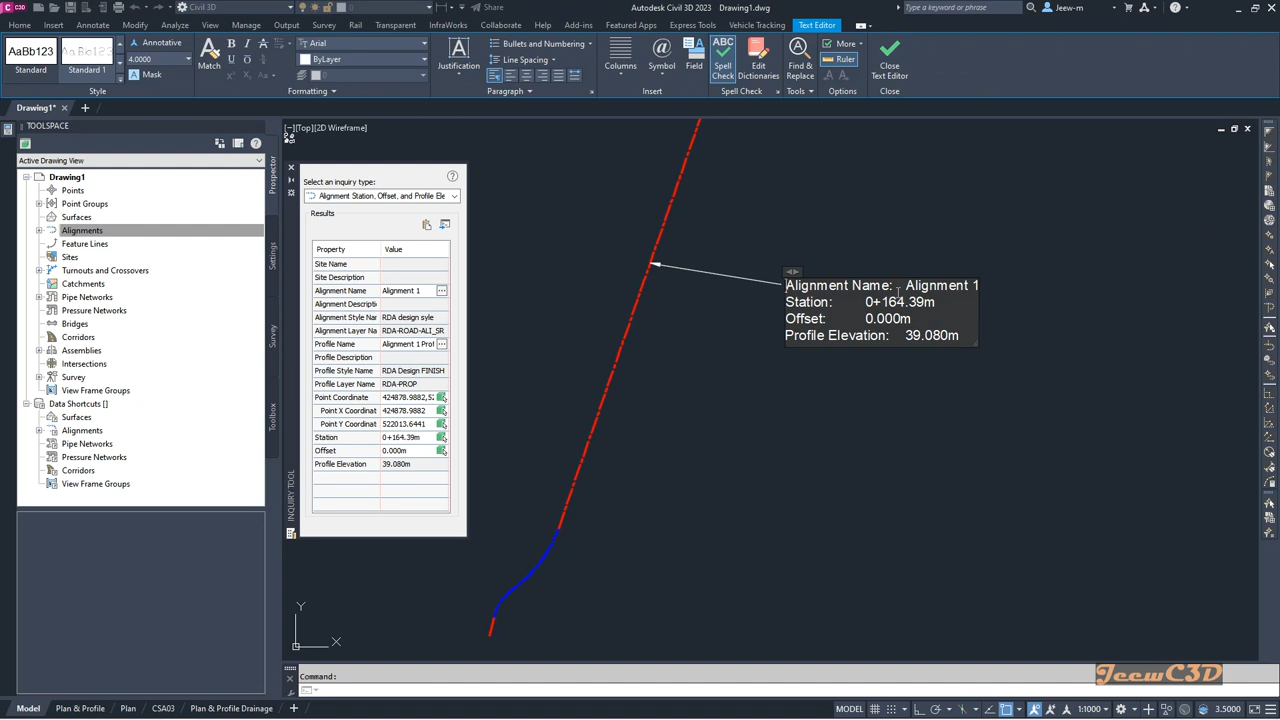 Civil 3D
Share
Autodesk Civil 3D 2023 Drawing1.dwg
Type a keyword or phrase
Jeew-m
Home Insert Annotate Modify Analyze View Manage Output Survey Rail Transparent InfraWorks Collaborate Help Add-ins Featured Apps Express Tools Vehicle Tracking Text Editor
AaBb123
Standard
AaBb123
Standard 1
Annotative
4.0000
Mask
Style
Match
Arial
ByLayer
0
Formatting
Justification
Bullets and Numbering
Line Spacing
Paragraph
Columns
Symbol
Field
Insert
ABC
Spell Check
Edit Dictionaries
Spell Check
Find & Replace
Tools
More
Ruler
Options
Close Text Editor
Close
Drawing1*
TOOLSPACE
Active Drawing View
Drawing1
Points
Point Groups
Surfaces
Alignments
Feature Lines
Sites
Turnouts and Crossovers
Catchments
Pipe Networks
Pressure Networks
Bridges
Corridors
Assemblies
Intersections
Survey
View Frame Groups
Data Shortcuts []
Surfaces
Alignments
Pipe Networks
Pressure Networks
Corridors
View Frame Groups
Prospector
Settings
Survey
Toolbox
[−][Top][2D Wireframe]
Select an inquiry type:
Alignment Station, Offset, and Profile Ele
Results
Property Value
Site Name
Site Description
Alignment Name Alignment 1
Alignment Descripti
Alignment Style Nam RDA design syle
Alignment Layer Na RDA-ROAD-ALI_SR
Profile Name Alignment 1 Prof
Profile Description
Profile Style Name RDA Design FINISH
Profile Layer Name RDA-PROP
Point Coordinate 424878.9882,52
Point X Coordinat 424878.9882
Point Y Coordinat 522013.6441
Station 0+164.39m
Offset 0.000m
Profile Elevation 39.080m
INQUIRY TOOL
Alignment Name: Alignment 1
Station: 0+164.39m
Offset: 0.000m
Profile Elevation: 39.080m
Y
X
Command:
JeewC3D
Model Plan & Profile Plan CSA03 Plan & Profile Drainage
MODEL
1:1000
3.5000